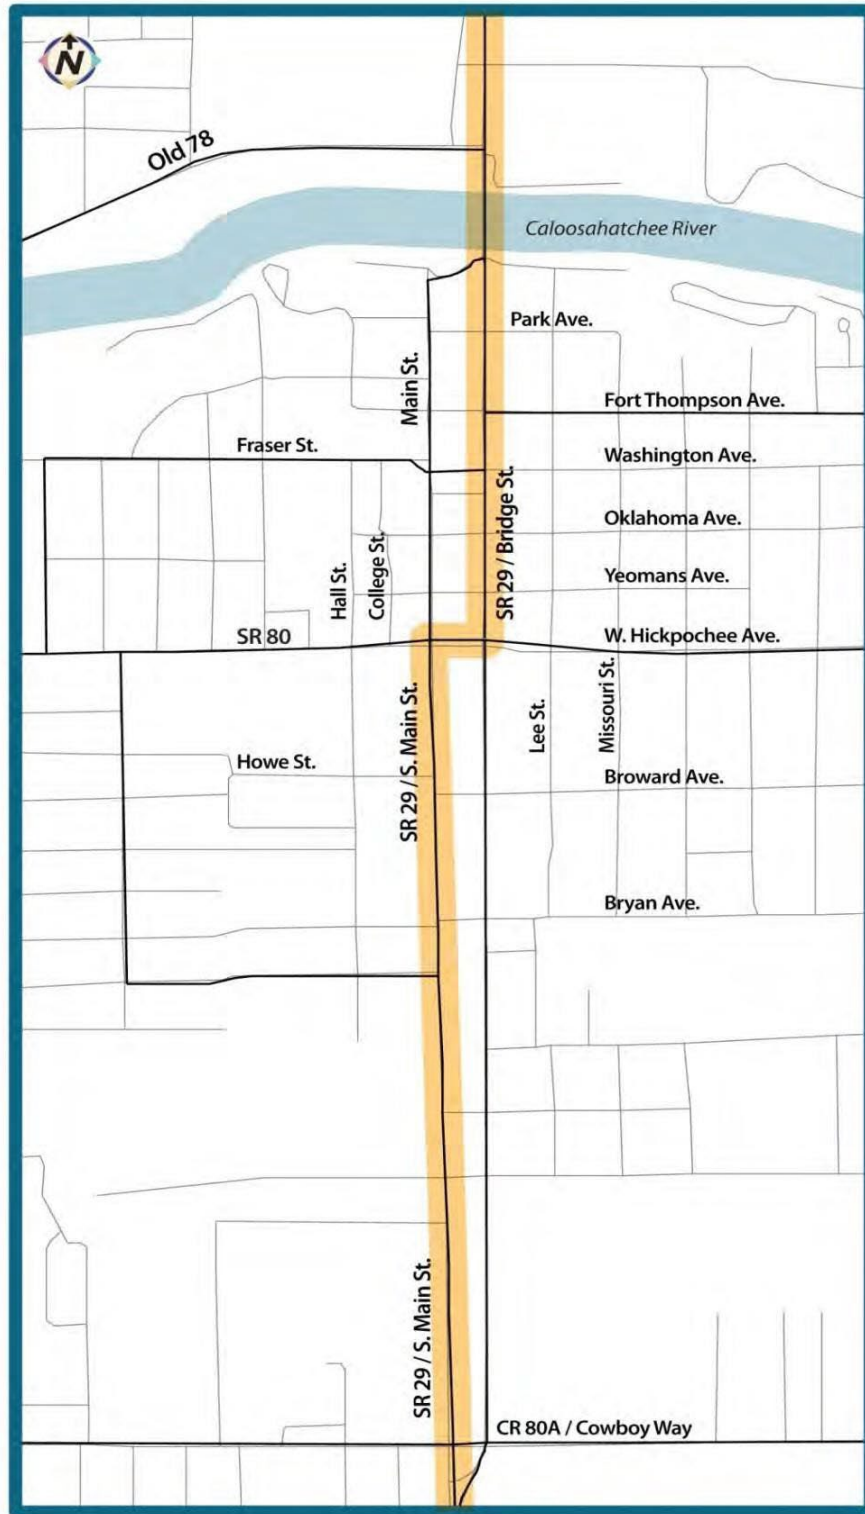 N
Old 78
Caloosahatchee River
Park Ave.
Main St.
Fort Thompson Ave.
Fraser St.
Washington Ave.
SR 29 / Bridge St.
Oklahoma Ave.
Hall St.
College St.
Yeomans Ave.
SR 80
W. Hickpochee Ave.
SR 29 / S. Main St.
Lee St.
Missouri St.
Howe St.
Broward Ave.
Bryan Ave.
SR 29 / S. Main St.
CR 80A / Cowboy Way